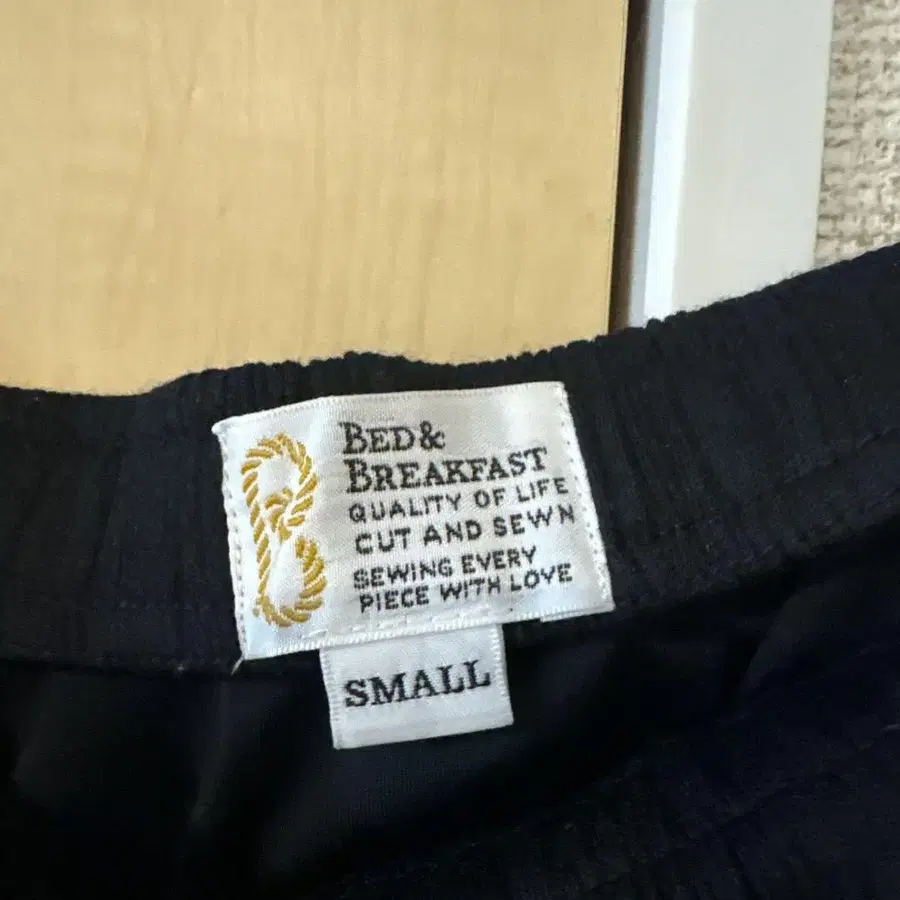 BED &
BREAKFAST
QUALITY OF LIFE
CUT AND SEWN
SEWING EVERY
PIECE WITH LOVE
SMALL